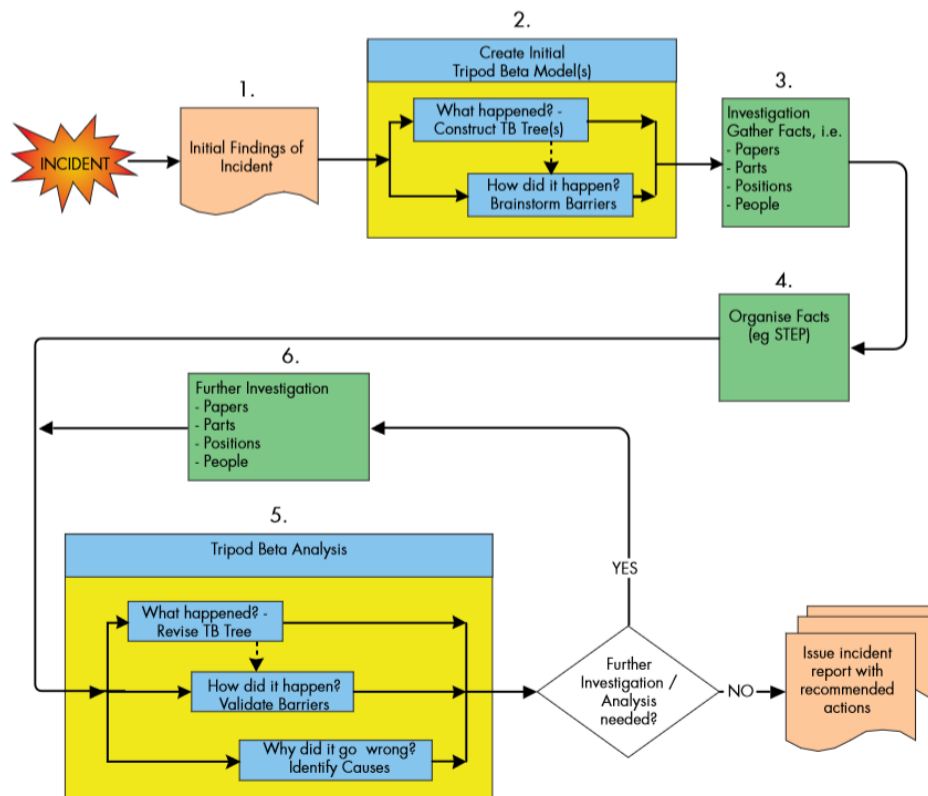 2.
Create Initial
Tripod Beta Model(s)
1.
3.
What happened? -
Construct TB Tree(s)
Investigation
Gather Facts, i.e.
- Papers
- Parts
- Positions
- People
INCIDENT
Initial Findings of
Incident
How did it happen?
Brainstorm Barriers
4.
Organise Facts
(eg STEP)
6.
Further Investigation
- Papers
- Parts
- Positions
- People
5.
Tripod Beta Analysis
YES
What happened? -
Revise TB Tree
How did it happen?
Validate Barriers
Why did it go wrong?
Identify Causes
Further
Investigation /
Analysis
needed?
NO
Issue incident
report with
recommended
actions